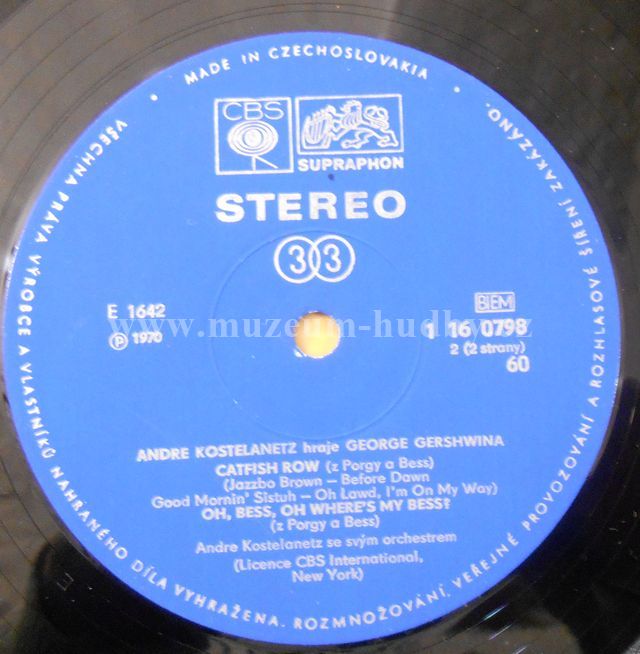 • MADE IN CZECHOSLOVAKIA •
CBS
SUPRAPHON
STEREO
33
E 1642
Ⓟ 1970
BIEM
1 16 0798
2 (2 strany)
60
www.muzeum-hudby.cz
ANDRE KOSTELANETZ hraje GEORGE GERSHWINA
CATFISH ROW (z Porgy a Bess)
(Jazzbo Brown – Before Dawn
Good Mornin' Sistuh – Oh Lawd, I'm On My Way)
OH, BESS, OH WHERE'S MY BESS?
(z Porgy a Bess)
Andre Kostelanetz se svým orchestrem
(Licence CBS International,
New York)
VŠECHNA PRÁVA VÝROBCE A VLASTNÍKŮ NAHRANÉHO DÍLA VYHRAŽENA. ROZMNOŽOVÁNÍ, VEŘEJNÉ PROVOZOVÁNÍ A ROZHLASOVÉ ŠÍŘENÍ ZAKÁZÁNO.